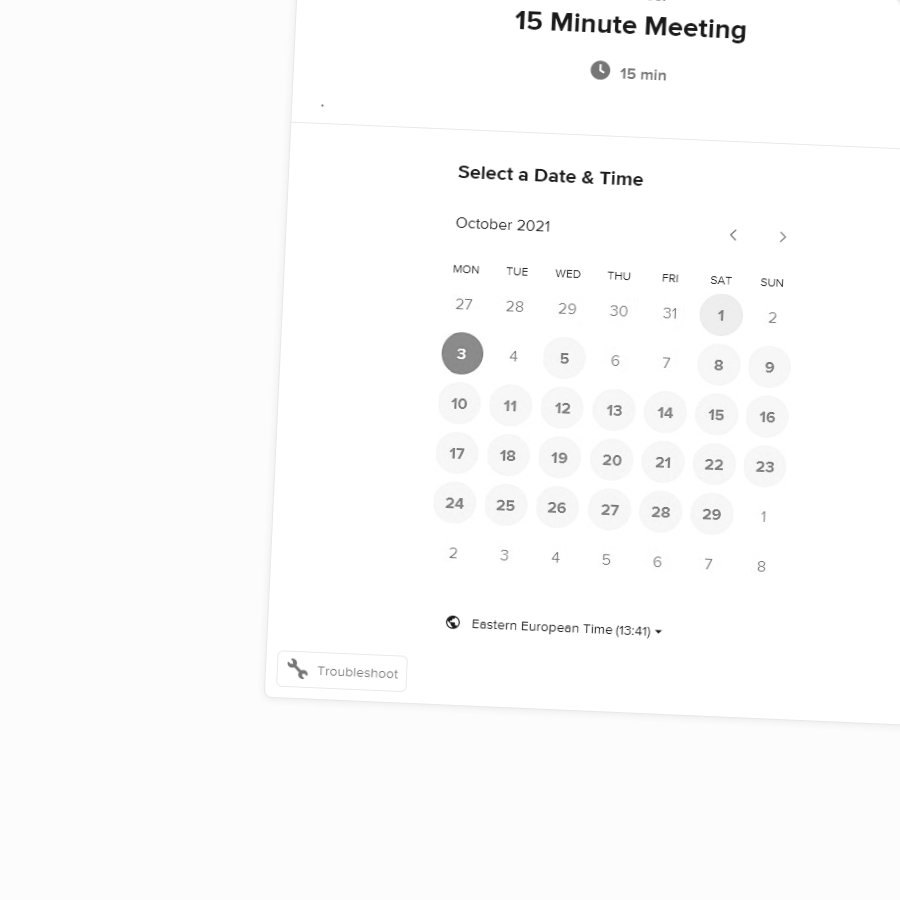 15 Minute Meeting
15 min
.
Select a Date & Time
October 2021
MON TUE WED THU FRI SAT SUN
27 28 29 30 31 1 2
3 4 5 6 7 8 9
10 11 12 13 14 15 16
17 18 19 20 21 22 23
24 25 26 27 28 29 1
2 3 4 5 6 7 8
Eastern European Time (13:41)
Troubleshoot